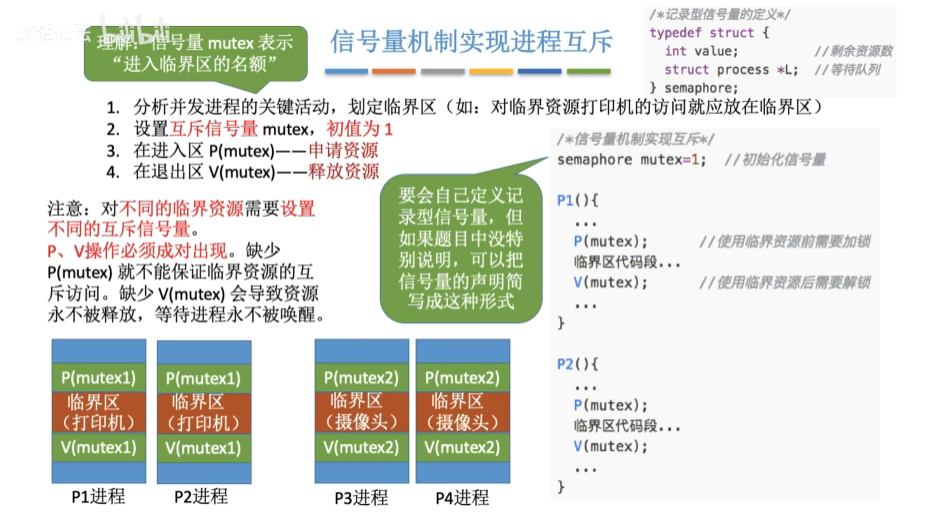 理解：信号量 mutex 表示
“进入临界区的名额”
信号量机制实现进程互斥
/*记录型信号量的定义*/
typedef struct {
int value; //剩余资源数
struct process *L; //等待队列
} semaphore;
1. 分析并发进程的关键活动，划定临界区（如：对临界资源打印机的访问就应放在临界区）
2. 设置互斥信号量 mutex，初值为 1
3. 在进入区 P(mutex)——申请资源
4. 在退出区 V(mutex)——释放资源
注意：对不同的临界资源需要设置
不同的互斥信号量。
P、V操作必须成对出现。缺少
P(mutex) 就不能保证临界资源的互
斥访问。缺少 V(mutex) 会导致资源
永不被释放，等待进程永不被唤醒。
要会自己定义记
录型信号量，但
如果题目中没特
别说明，可以把
信号量的声明简
写成这种形式
/*信号量机制实现互斥*/
semaphore mutex=1; //初始化信号量
P1(){
...
P(mutex); //使用临界资源前需要加锁
临界区代码段...
V(mutex); //使用临界资源后需要解锁
...
}
P2(){
...
P(mutex);
临界区代码段...
V(mutex);
...
}
P(mutex1)
临界区
（打印机）
V(mutex1)
P1进程
P(mutex1)
临界区
（打印机）
V(mutex1)
P2进程
P(mutex2)
临界区
（摄像头）
V(mutex2)
P3进程
P(mutex2)
临界区
（摄像头）
V(mutex2)
P4进程